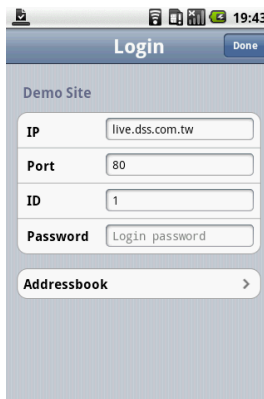 19:43
Login
Done
Demo Site
IP live.dss.com.tw
Port 80
ID 1
Password Login password
Addressbook